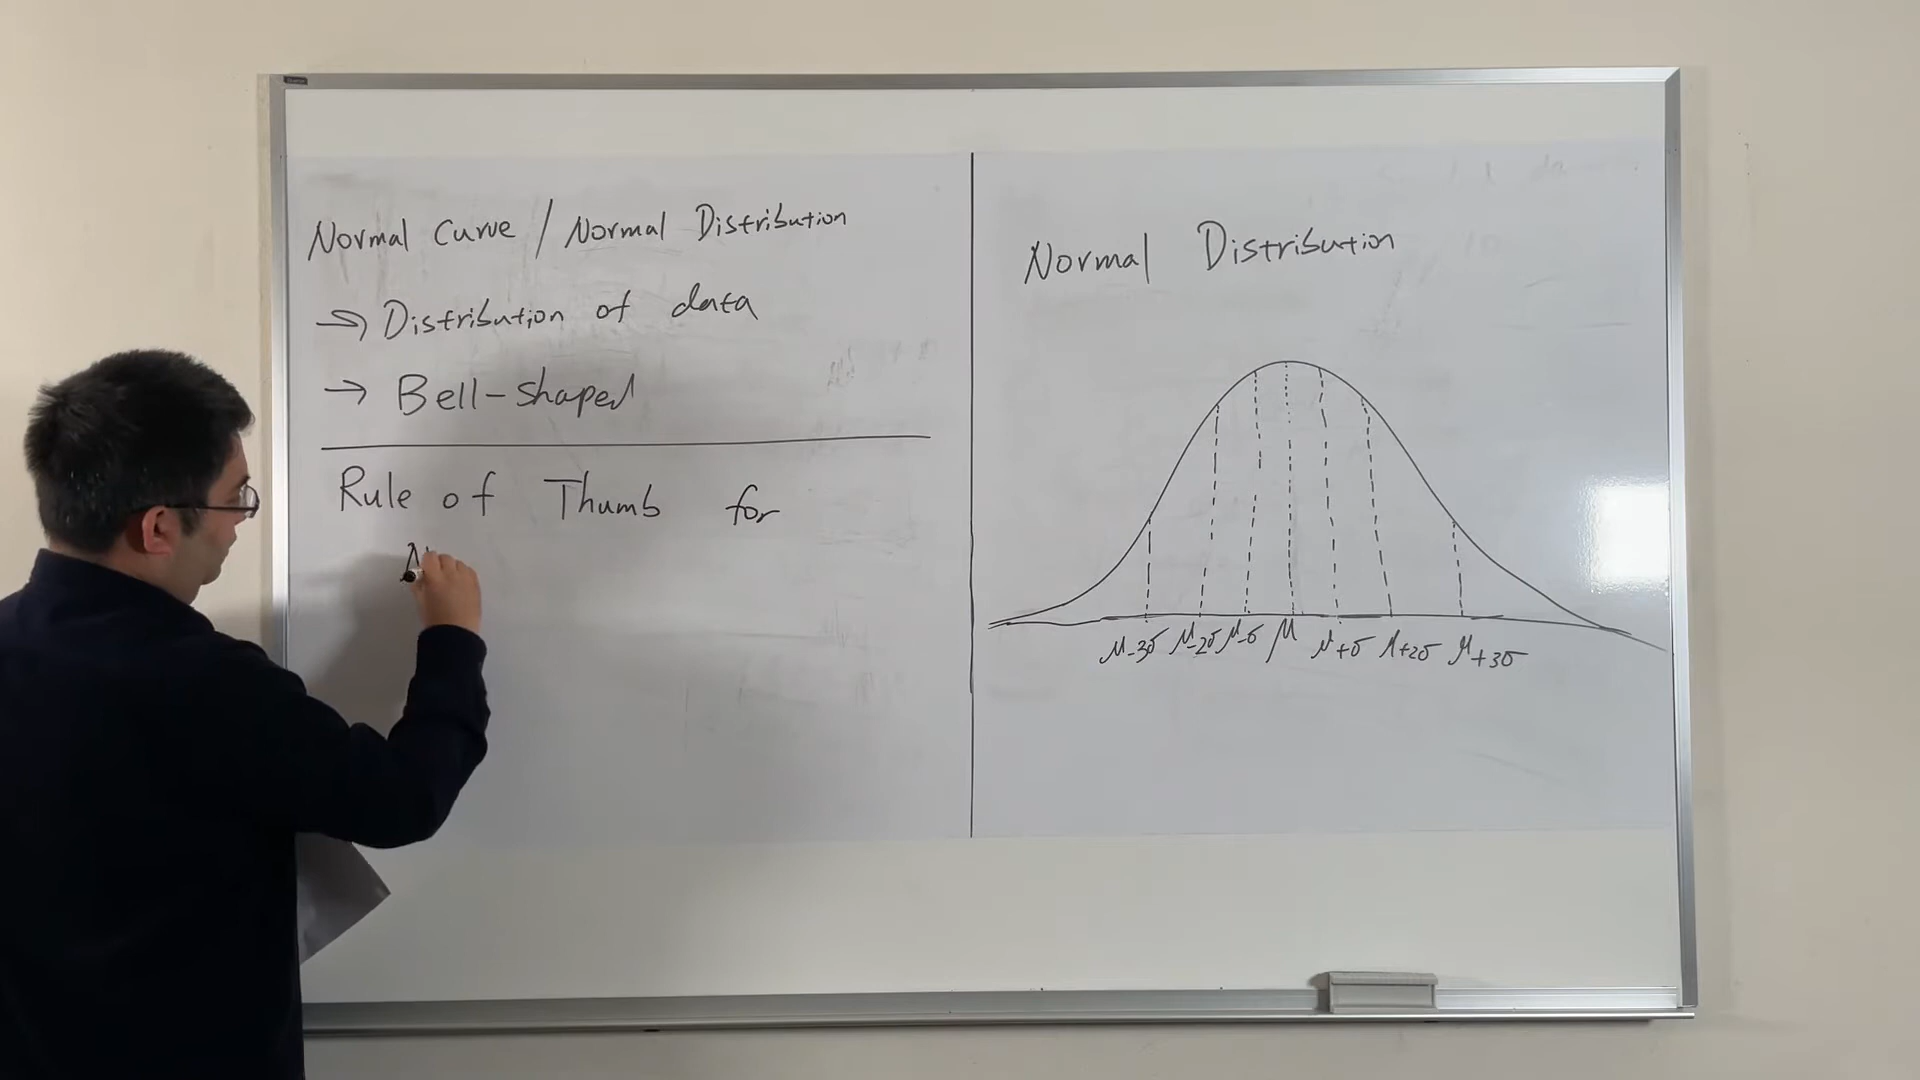 Normal Curve / Normal Distribution
→ Distribution of data
→ Bell-shaped
Rule of Thumb for
N
Normal Distribution
μ-3σ μ-2σ μ-σ μ μ+σ μ+2σ μ+3σ